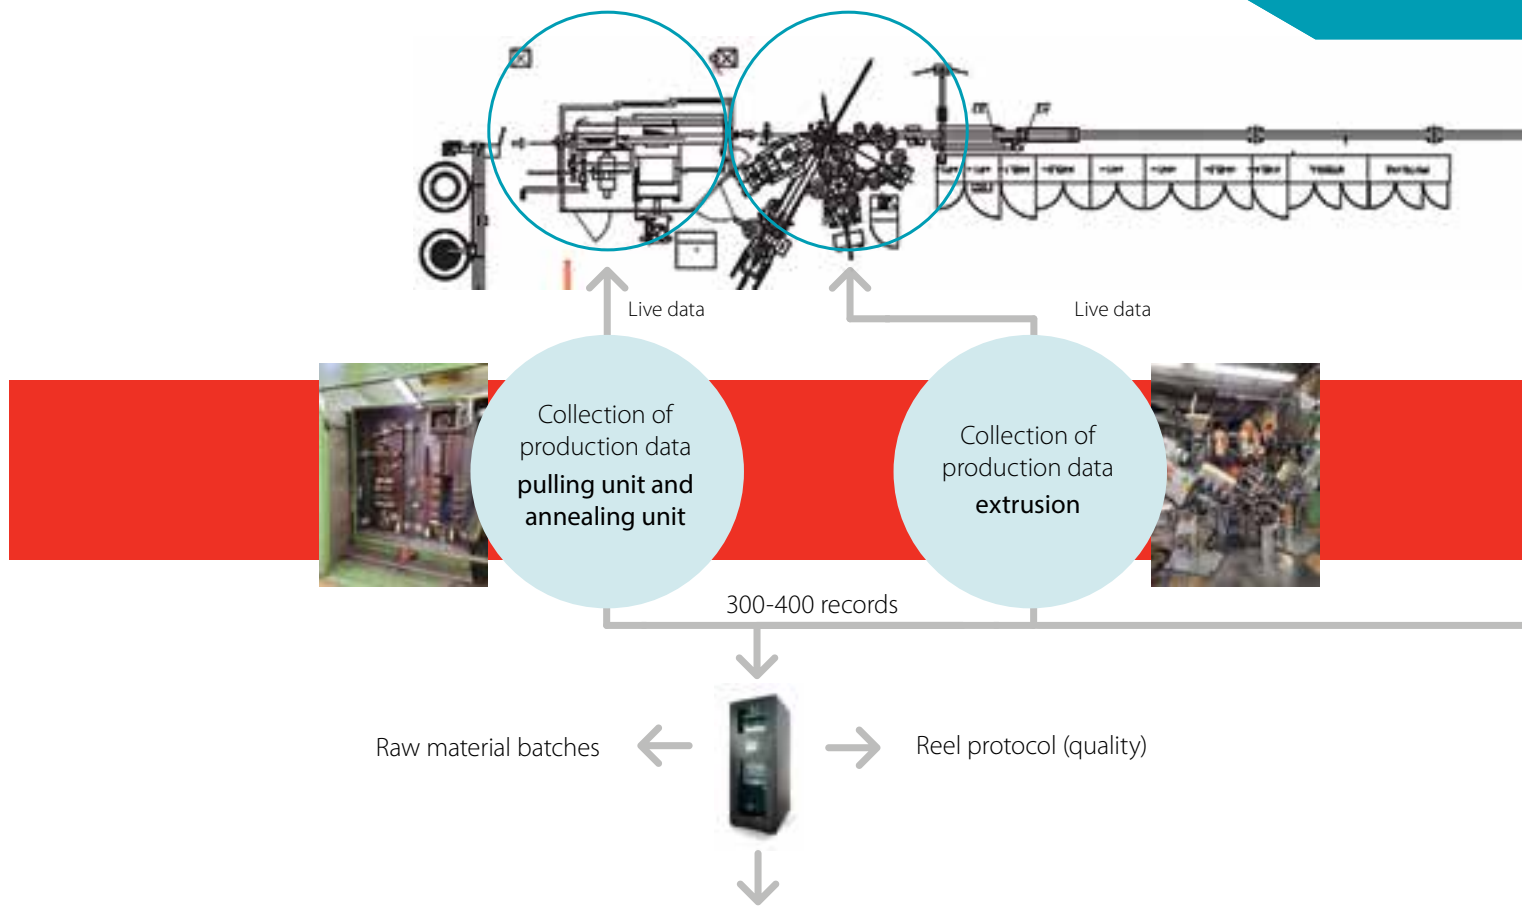 Live data
Live data
Collection of
production data
pulling unit and
annealing unit
Collection of
production data
extrusion
300-400 records
Raw material batches
Reel protocol (quality)